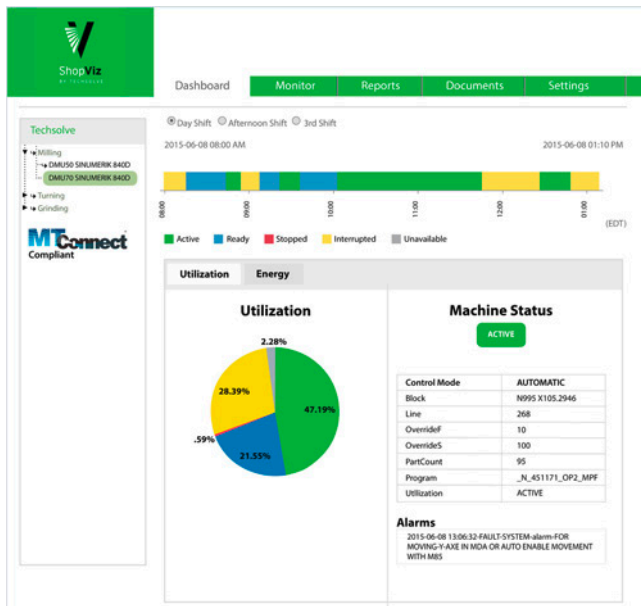 ShopViz
BY TECHSOLVE
Dashboard
Monitor
Reports
Documents
Settings
Techsolve
Milling
DMU50 SINUMERIK 840D
DMU70 SINUMERIK 840D
Turning
Grinding
MTConnect
Compliant
Day Shift Afternoon Shift 3rd Shift
2015-06-08 08:00 AM
2015-06-08 01:10 PM
08:00
09:00
10:00
11:00
12:00
01:00
(EDT)
Active Ready Stopped Interrupted Unavailable
Utilization Energy
Utilization
2.28%
28.39%
47.19%
.59%
21.55%
Machine Status
ACTIVE
Control Mode AUTOMATIC
Block N995 X105.2946
Line 268
OverrideF 10
OverrideS 100
PartCount 95
Program _N_451171_OP2_MPF
Utilization ACTIVE
Alarms
2015-06-08 13:06:32-FAULT-SYSTEM-alarm-FOR
MOVING-Y-AXE IN MDA OR AUTO ENABLE MOVEMENT
WITH M85